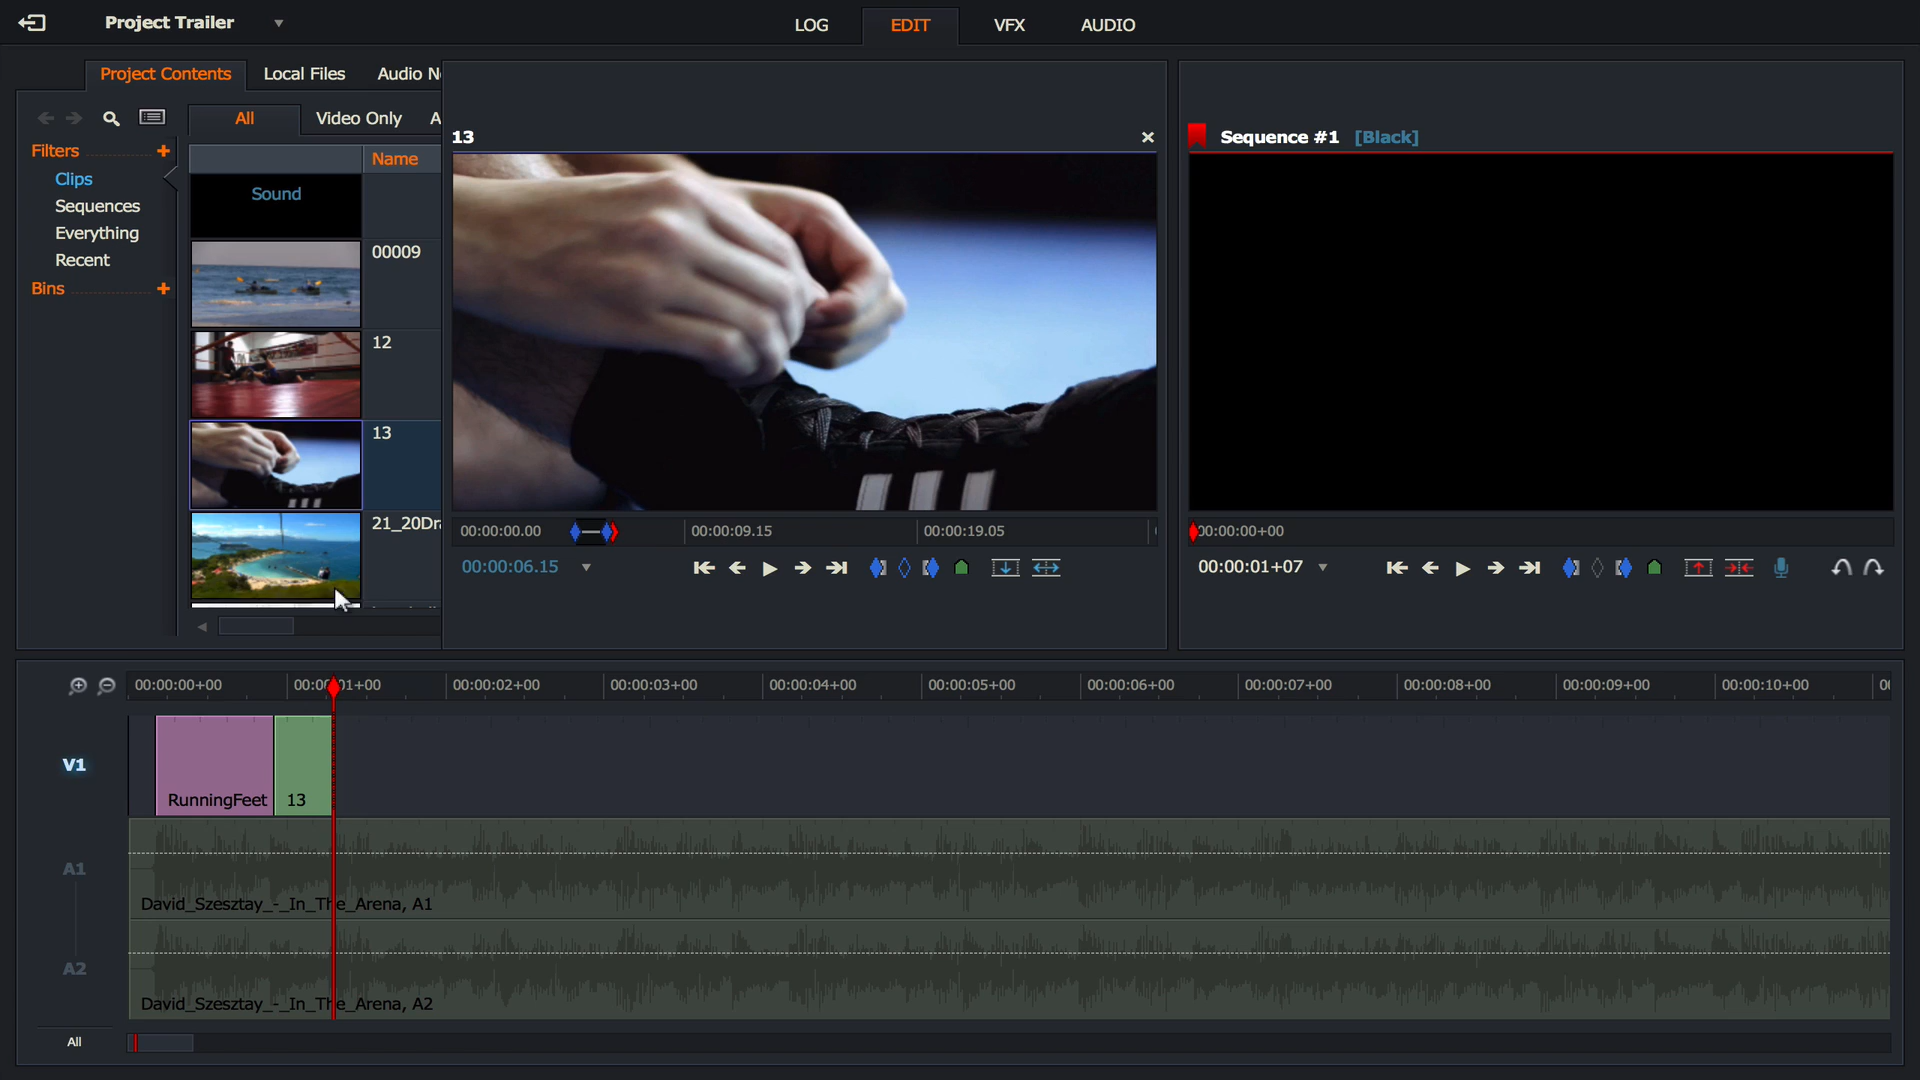 Project Trailer
LOG
EDIT
VFX
AUDIO
Project Contents
Local Files
Audio N
All
Video Only
A
Filters
Clips
Sequences
Everything
Recent
Bins
Name
Sound
00009
12
13
21_20Dr
13
00:00:00.00
00:00:09.15
00:00:19.05
00:00:06.15
Sequence #1 [Black]
00:00:00+00
00:00:01+07
00:00:00+00
00:00:01+00
00:00:02+00
00:00:03+00
00:00:04+00
00:00:05+00
00:00:06+00
00:00:07+00
00:00:08+00
00:00:09+00
00:00:10+00
V1
RunningFeet
13
A1
David_Szesztay_-_In_The_Arena, A1
A2
David_Szesztay_-_In_The_Arena, A2
All